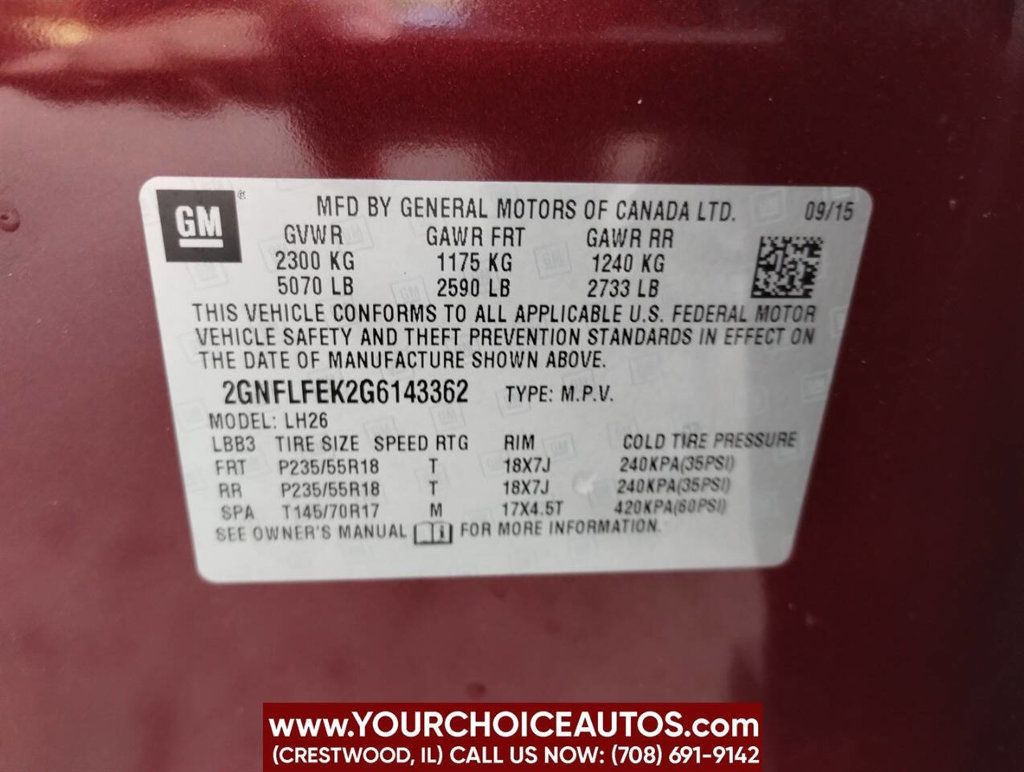 GM ® MFD BY GENERAL MOTORS OF CANADA LTD. 09/15
GVWR GAWR FRT GAWR RR
2300 KG 1175 KG 1240 KG
5070 LB 2590 LB 2733 LB
THIS VEHICLE CONFORMS TO ALL APPLICABLE U.S. FEDERAL MOTOR
VEHICLE SAFETY AND THEFT PREVENTION STANDARDS IN EFFECT ON
THE DATE OF MANUFACTURE SHOWN ABOVE.
2GNFLFEK2G6143362 TYPE: M.P.V.
MODEL: LH26
LBB3 TIRE SIZE SPEED RTG RIM COLD TIRE PRESSURE
FRT P235/55R18 T 18X7J 240KPA(35PSI)
RR P235/55R18 T 18X7J 240KPA(35PSI)
SPA T145/70R17 M 17X4.5T 420KPA(60PSI)
SEE OWNER'S MANUAL FOR MORE INFORMATION.
www.YOURCHOICEAUTOS.com
(CRESTWOOD, IL) CALL US NOW: (708) 691-9142